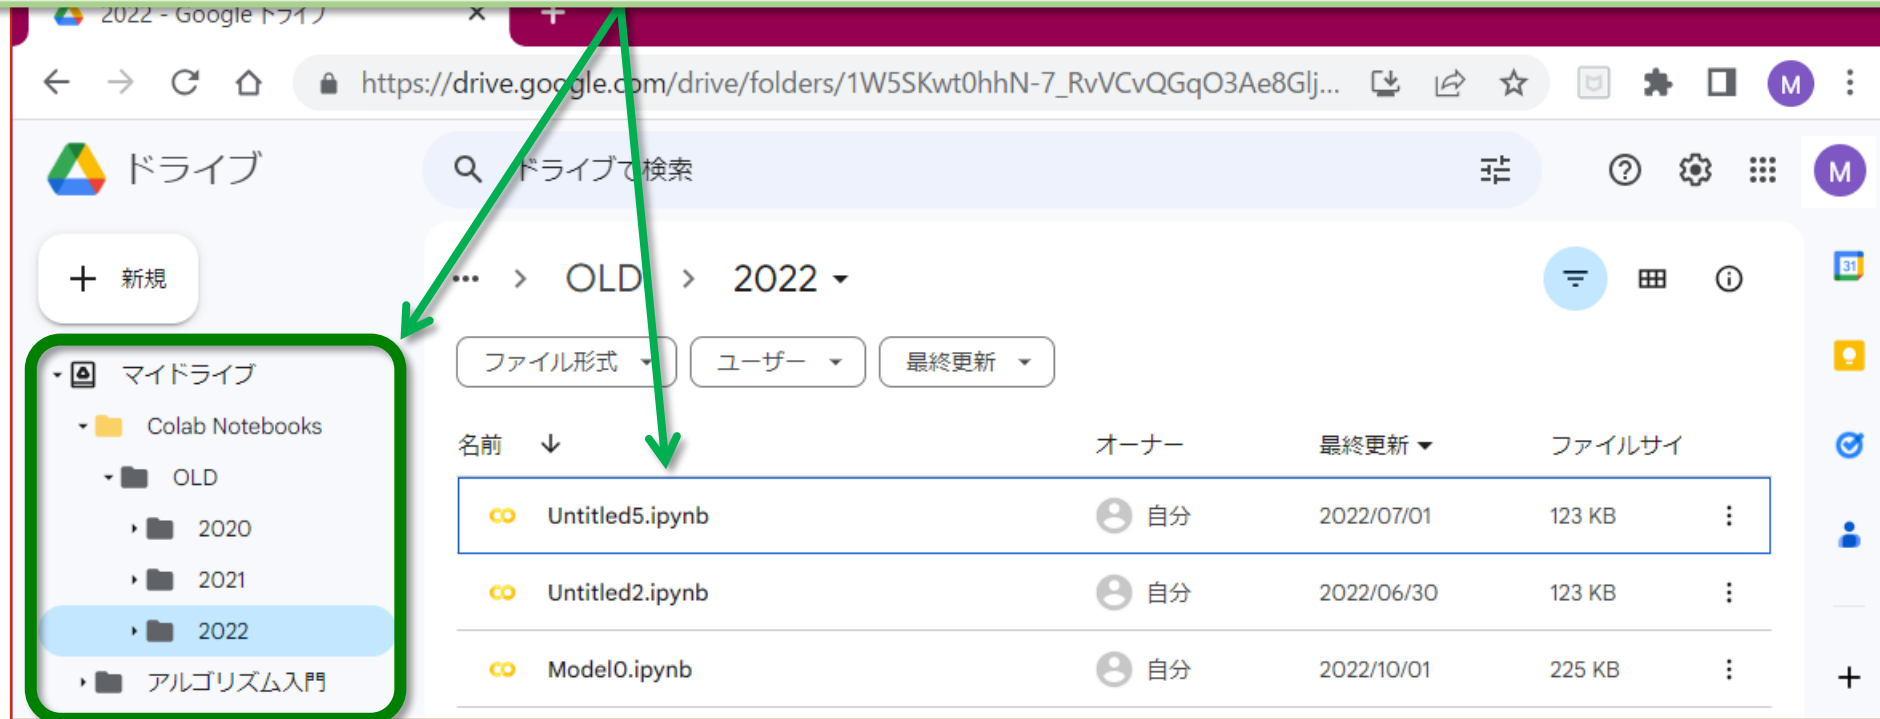 2022 - Google ドライブ
https://drive.google.com/drive/folders/1W5SKwt0hhN-7_RvVCvQGqO3Ae8Glj...
M
ドライブ
ドライブで検索
M
新規
... > OLD > 2022
31
ファイル形式 ユーザー 最終更新
マイドライブ
Colab Notebooks
OLD
2020
2021
2022
アルゴリズム入門
名前 オーナー 最終更新 ファイルサイ
Untitled5.ipynb 自分 2022/07/01 123 KB
Untitled2.ipynb 自分 2022/06/30 123 KB
Model0.ipynb 自分 2022/10/01 225 KB